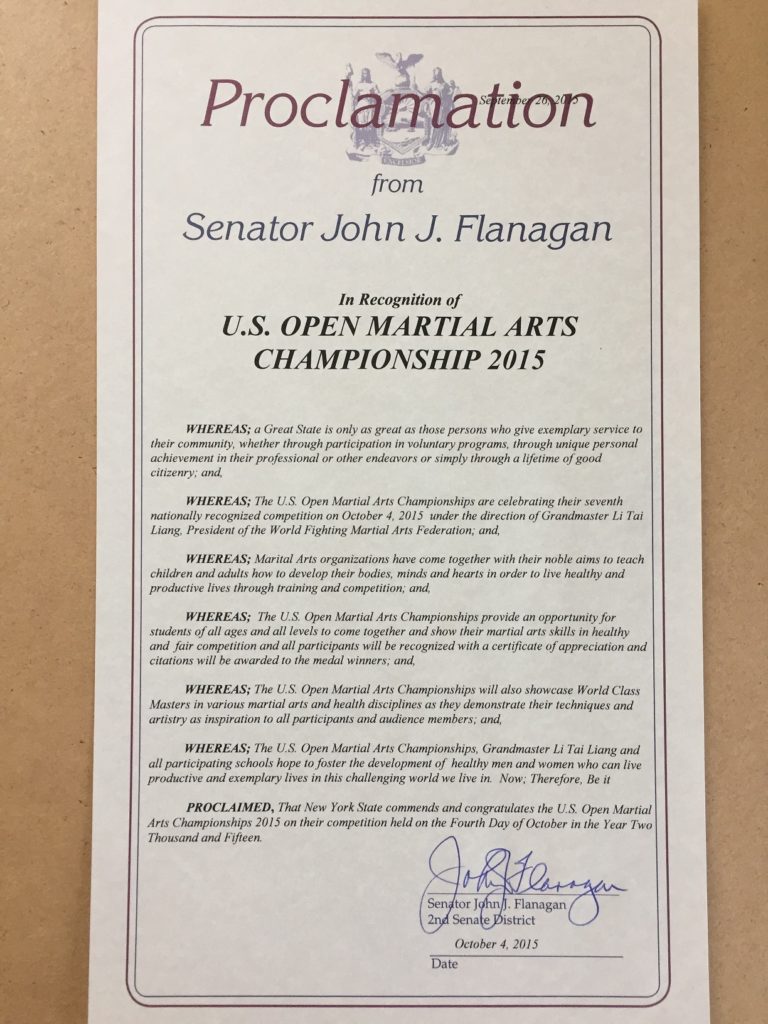 September 26, 2015
Proclamation
EXCELSIOR
from
Senator John J. Flanagan
In Recognition of
U.S. OPEN MARTIAL ARTS
CHAMPIONSHIP 2015
WHEREAS; a Great State is only as great as those persons who give exemplary service to
their community, whether through participation in voluntary programs, through unique personal
achievement in their professional or other endeavors or simply through a lifetime of good
citizenry; and,
WHEREAS; The U.S. Open Martial Arts Championships are celebrating their seventh
nationally recognized competition on October 4, 2015 under the direction of Grandmaster Li Tai
Liang, President of the World Fighting Martial Arts Federation; and,
WHEREAS; Marital Arts organizations have come together with their noble aims to teach
children and adults how to develop their bodies, minds and hearts in order to live healthy and
productive lives through training and competition; and,
WHEREAS; The U.S. Open Martial Arts Championships provide an opportunity for
students of all ages and all levels to come together and show their martial arts skills in healthy
and fair competition and all participants will be recognized with a certificate of appreciation and
citations will be awarded to the medal winners; and,
WHEREAS; The U.S. Open Martial Arts Championships will also showcase World Class
Masters in various martial arts and health disciplines as they demonstrate their techniques and
artistry as inspiration to all participants and audience members; and,
WHEREAS; The U.S. Open Martial Arts Championships, Grandmaster Li Tai Liang and
all participating schools hope to foster the development of healthy men and women who can live
productive and exemplary lives in this challenging world we live in. Now; Therefore, Be it
PROCLAIMED, That New York State commends and congratulates the U.S. Open Martial
Arts Championships 2015 on their competition held on the Fourth Day of October in the Year Two
Thousand and Fifteen.
John J. Flanagan
Senator John J. Flanagan
2nd Senate District
October 4, 2015
Date